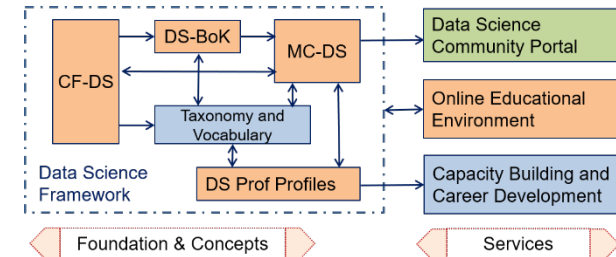 DS-BoK
MC-DS
CF-DS
Taxonomy and
Vocabulary
Data Science
Framework
DS Prof Profiles
Data Science
Community Portal
Online Educational
Environment
Capacity Building and
Career Development
Foundation & Concepts
Services